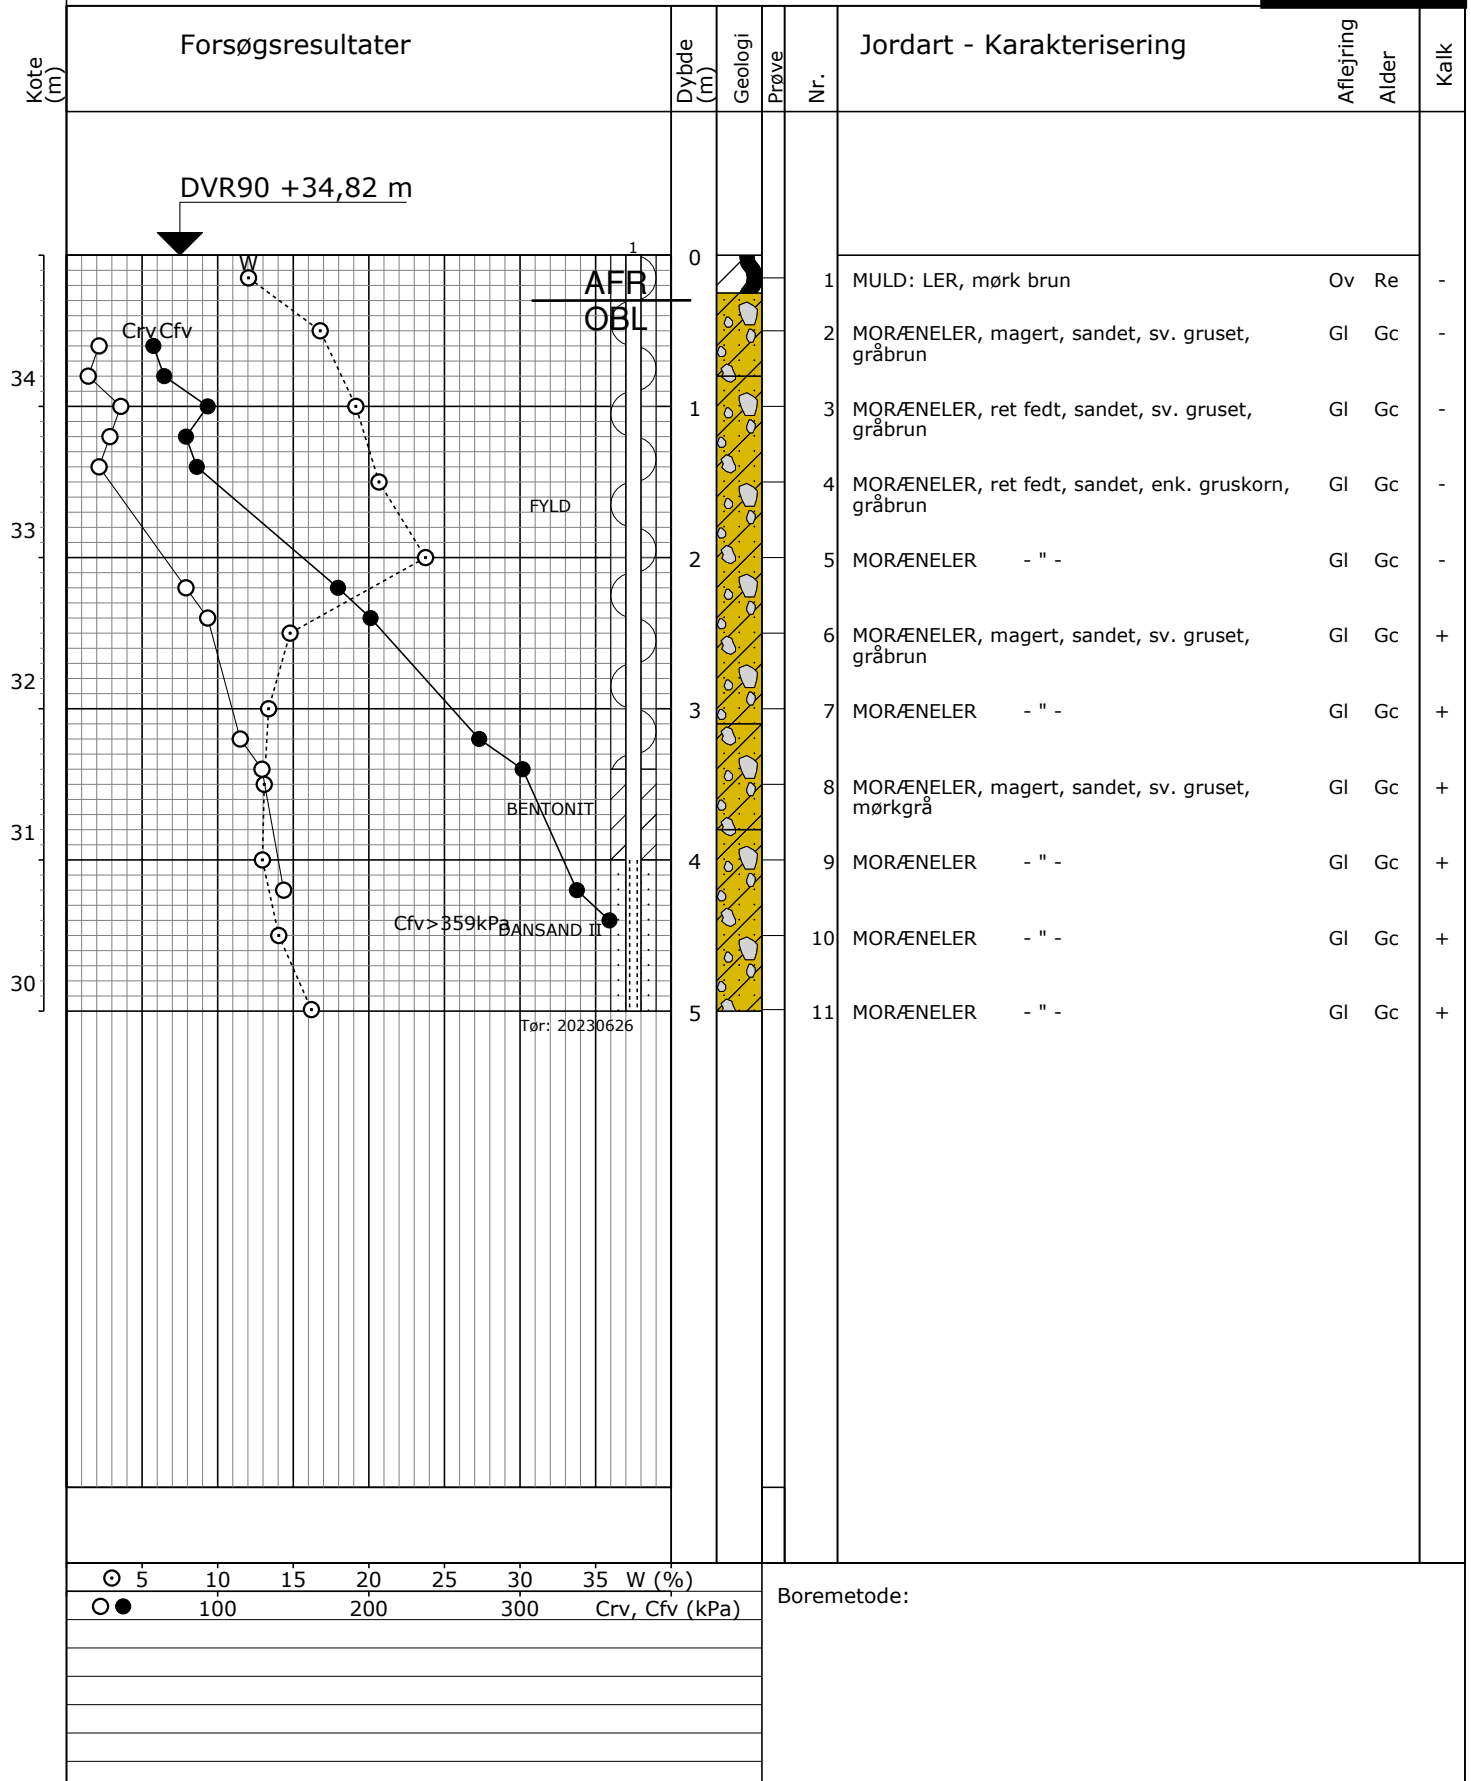 Kote (m)
Forsøgsresultater
Dybde (m)
Geologi
Prøve
Nr.
Jordart - Karakterisering
Aflejring
Alder
Kalk
DVR90 +34,82 m
W
1
AFR
OBL
Crv Cfv
FYLD
BENTONIT
Cfv>359kPa
DANSAND II
Tør: 20230626
34
33
32
31
30
0
1
2
3
4
5
1 MULD: LER, mørk brun Ov Re -
2 MORÆNELER, magert, sandet, sv. gruset, Gl Gc -
gråbrun
3 MORÆNELER, ret fedt, sandet, sv. gruset, Gl Gc -
gråbrun
4 MORÆNELER, ret fedt, sandet, enk. gruskorn, Gl Gc -
gråbrun
5 MORÆNELER - " - Gl Gc -
6 MORÆNELER, magert, sandet, sv. gruset, Gl Gc +
gråbrun
7 MORÆNELER - " - Gl Gc +
8 MORÆNELER, magert, sandet, sv. gruset, Gl Gc +
mørkgrå
9 MORÆNELER - " - Gl Gc +
10 MORÆNELER - " - Gl Gc +
11 MORÆNELER - " - Gl Gc +
5 10 15 20 25 30 35 W (%)
100 200 300 Crv, Cfv (kPa)
Boremetode: